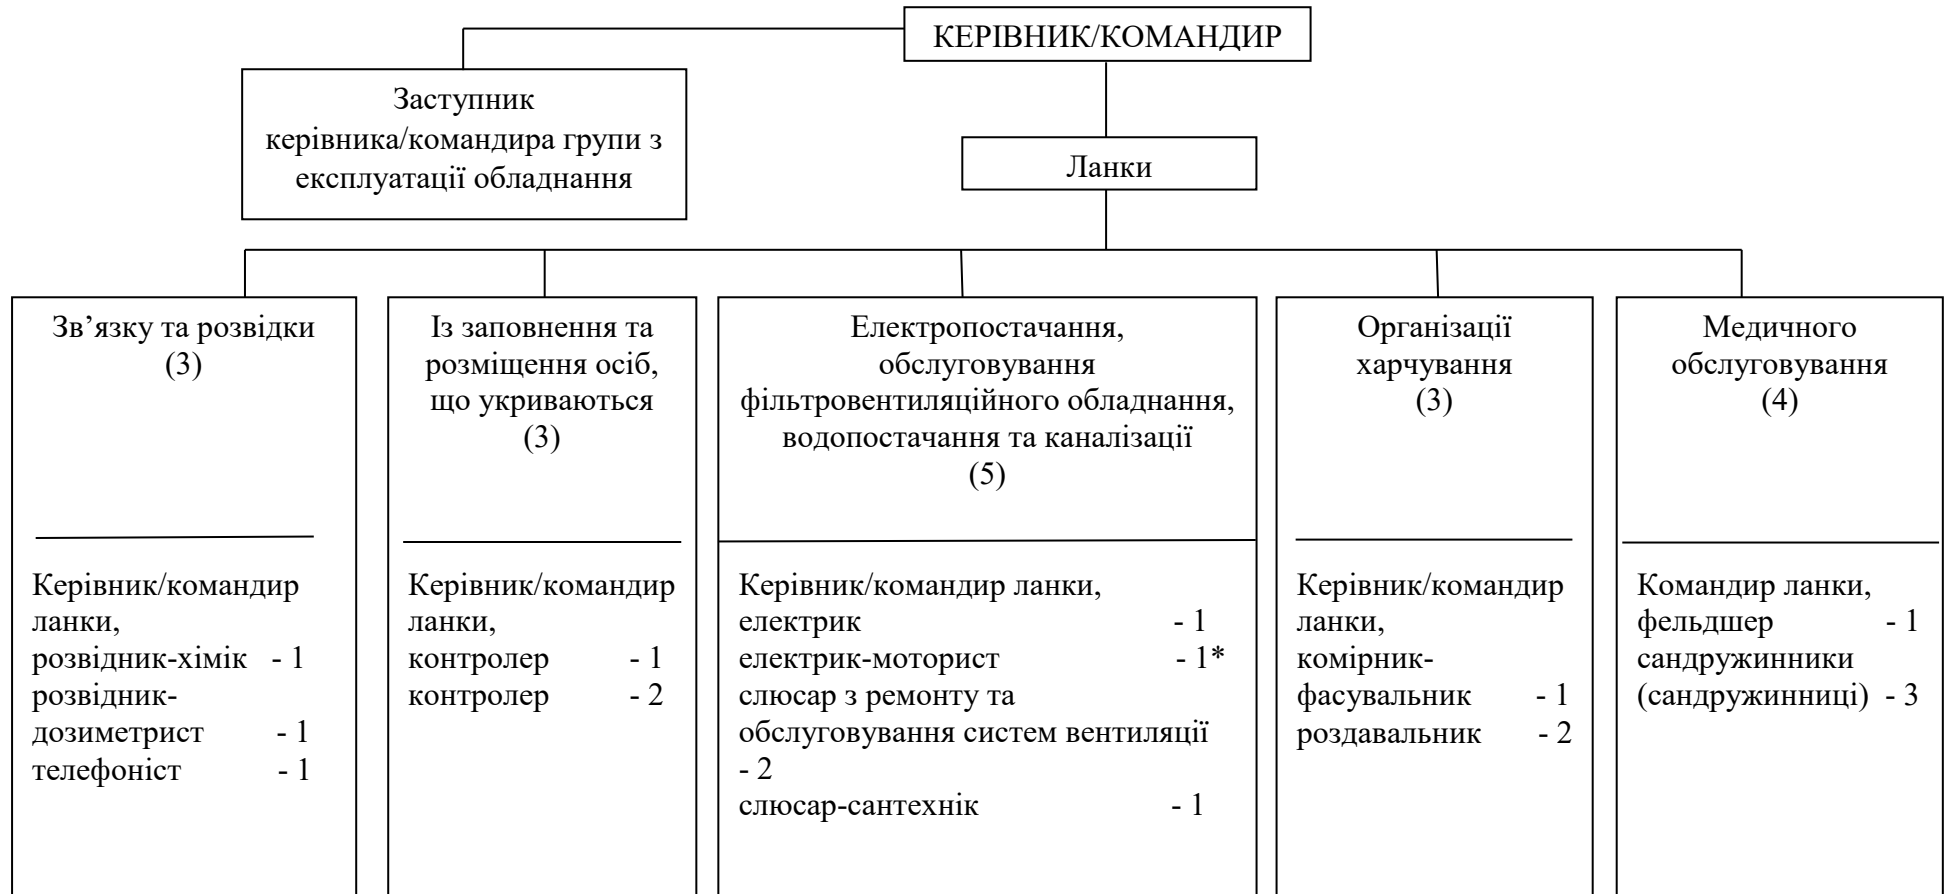 КЕРІВНИК/КОМАНДИР
Заступник
керівника/командира групи з
експлуатації обладнання
Ланки
Зв’язку та розвідки
(3)
Керівник/командир
ланки,
розвідник-хімік - 1
розвідник-
дозиметрист - 1
телефоніст - 1
Із заповнення та
розміщення осіб,
що укриваються
(3)
Керівник/командир
ланки,
контролер - 1
контролер - 2
Електропостачання,
обслуговування
фільтровентиляційного обладнання,
водопостачання та каналізації
(5)
Керівник/командир ланки,
електрик - 1
електрик-моторист - 1*
слюсар з ремонту та
обслуговування систем вентиляції
- 2
слюсар-сантехнік - 1
Організації
харчування
(3)
Керівник/командир
ланки,
комірник-
фасувальник - 1
роздавальник - 2
Медичного
обслуговування
(4)
Командир ланки,
фельдшер - 1
сандружинники
(сандружинниці) - 3